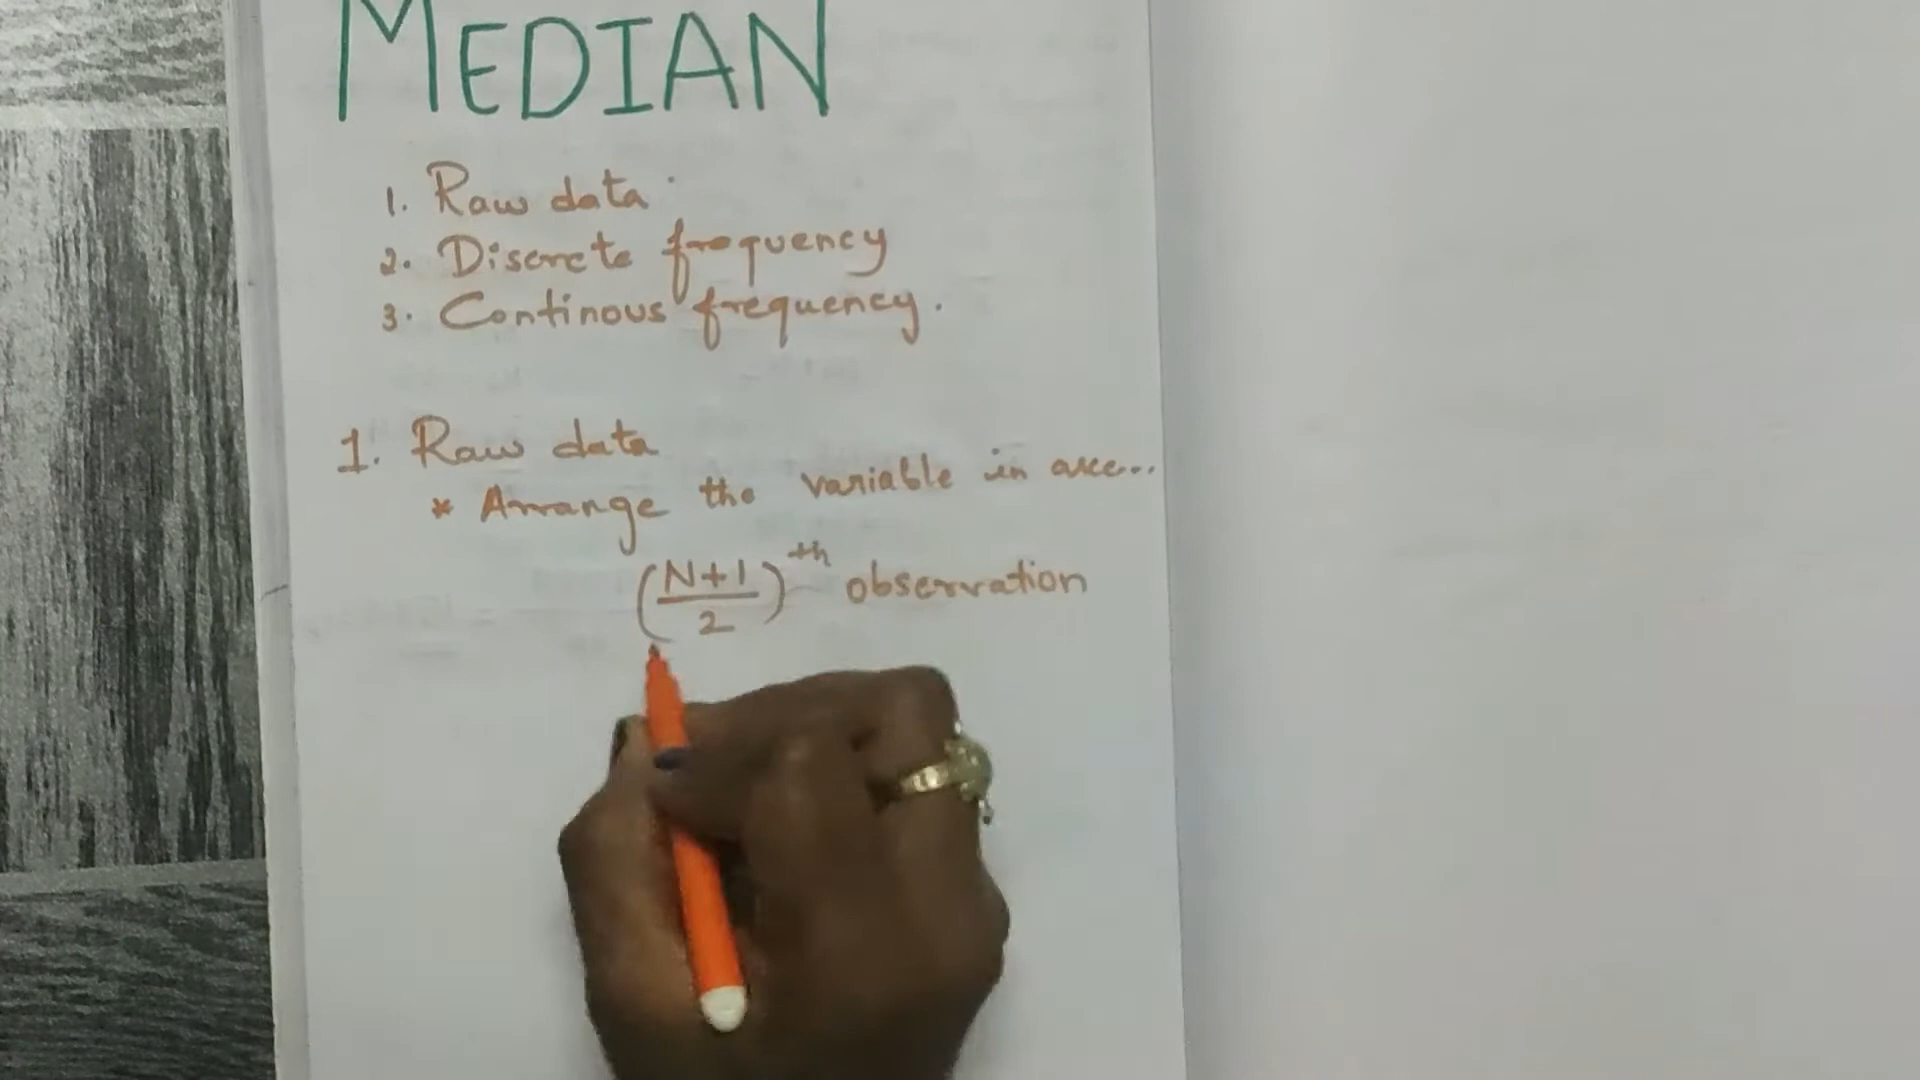 MEDIAN
1. Raw data
2. Discrete frequency
3. Continous frequency.
1. Raw data
* Arrange the variable in asce...
(N+1/2)th observation